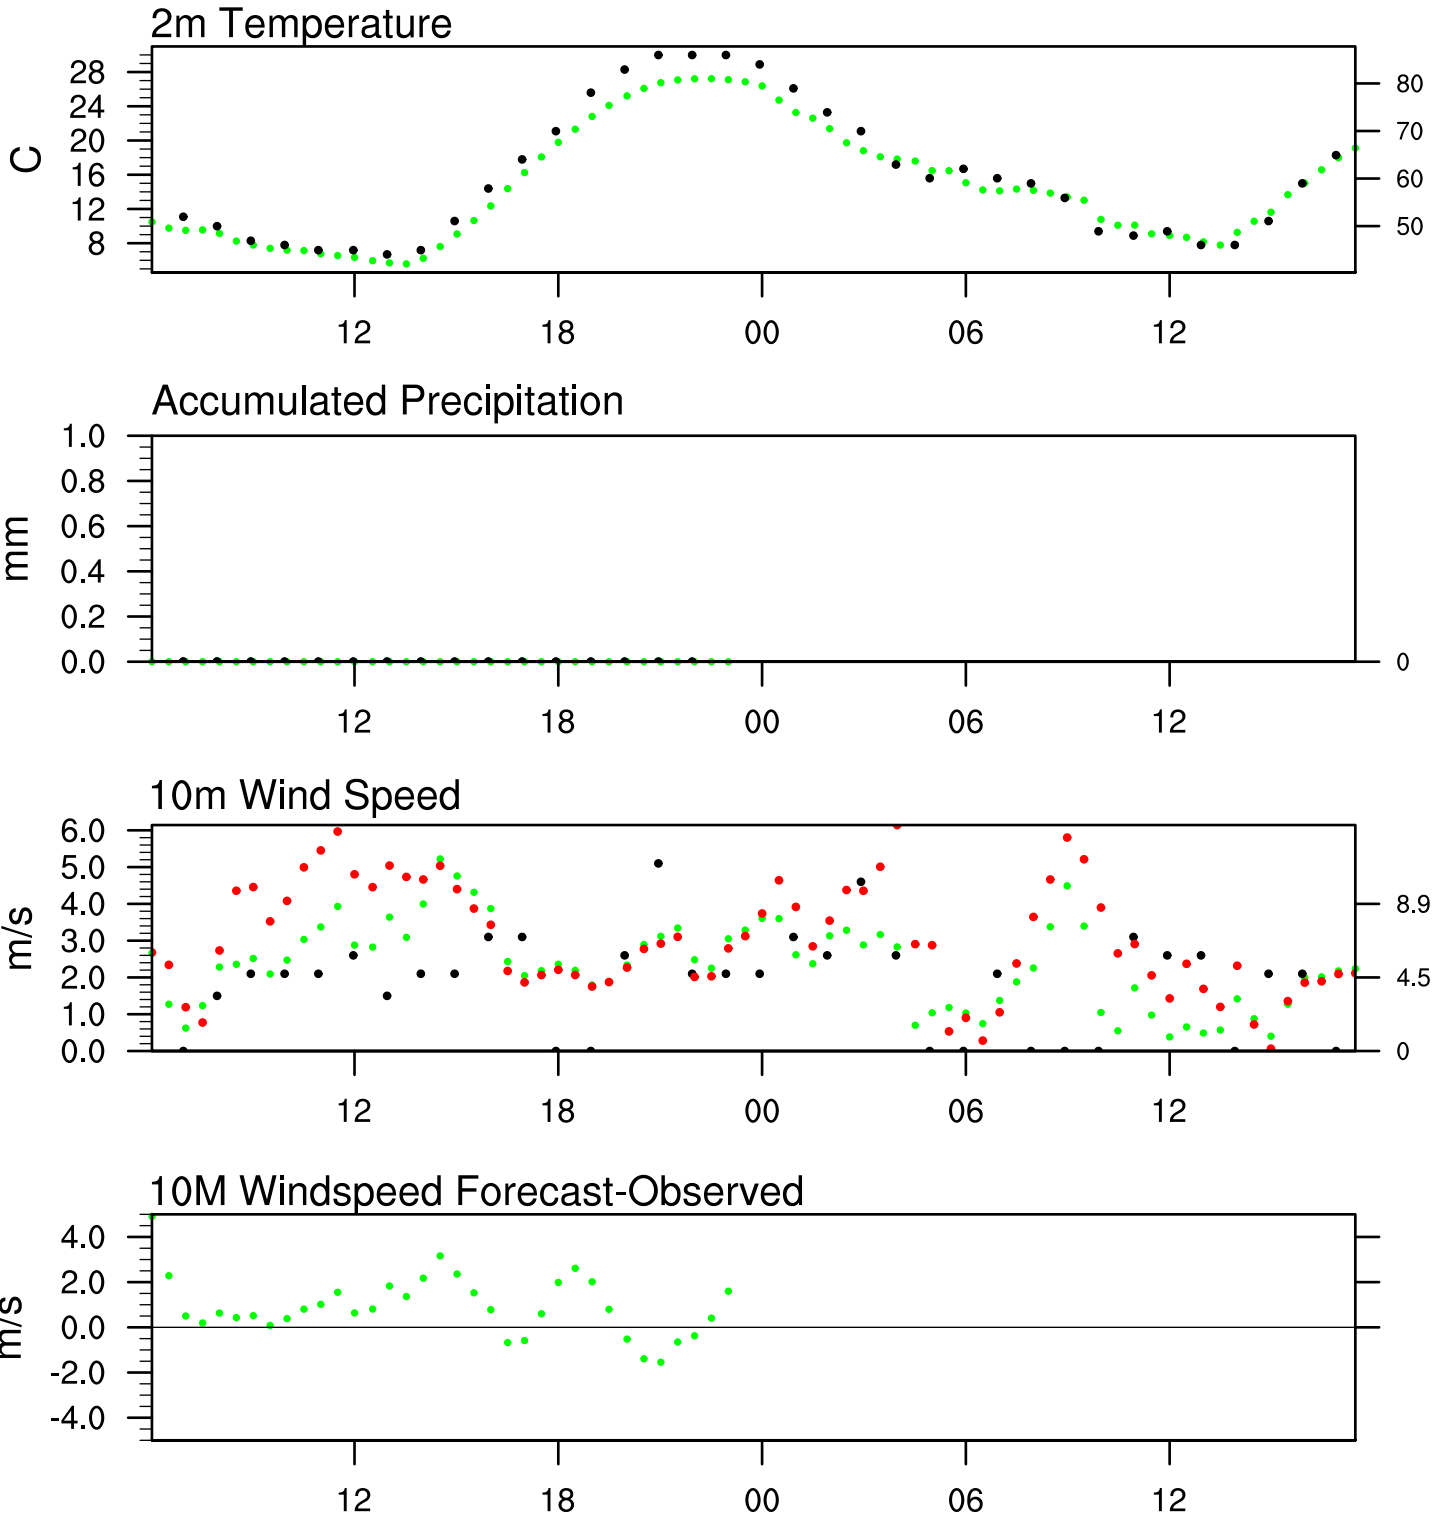 2m Temperature
C
28
24
20
16
12
8
80
70
60
50
12 18 00 06 12
Accumulated Precipitation
mm
1.0
0.8
0.6
0.4
0.2
0.0
0
12 18 00 06 12
10m Wind Speed
m/s
6.0
5.0
4.0
3.0
2.0
1.0
0.0
8.9
4.5
0
12 18 00 06 12
10M Windspeed Forecast-Observed
m/s
4.0
2.0
0.0
-2.0
-4.0
12 18 00 06 12